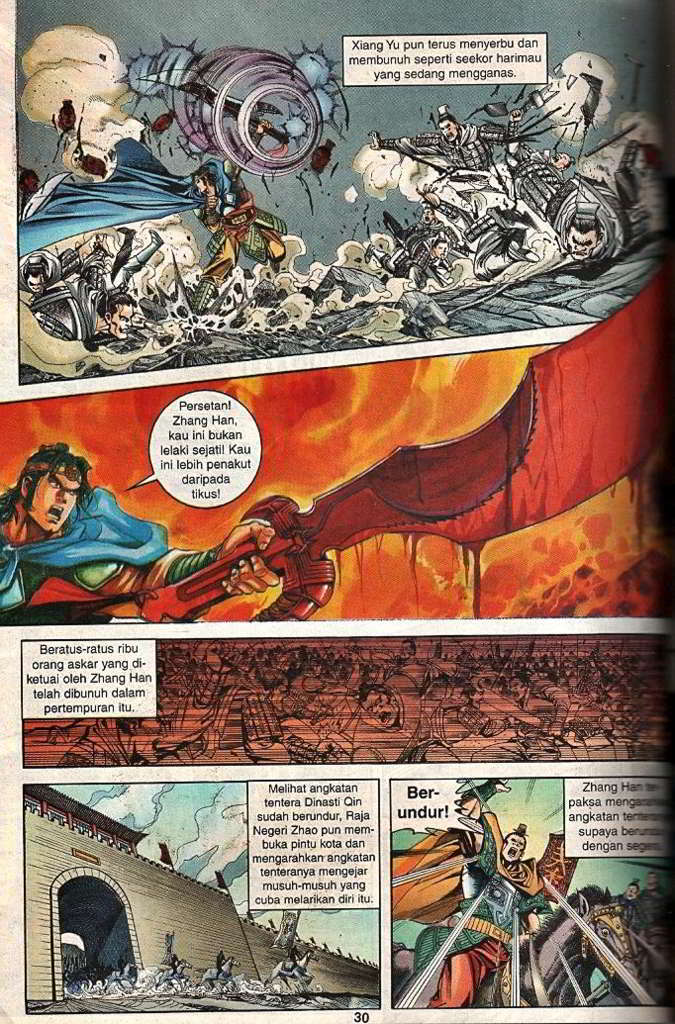 Xiang Yu pun terus menyerbu dan
membunuh seperti seekor harimau
yang sedang mengganas.
Persetan!
Zhang Han,
kau ini bukan
lelaki sejati! Kau
ini lebih penakut
daripada
tikus!
Beratus-ratus ribu
orang askar yang di-
ketuai oleh Zhang Han
telah dibunuh dalam
pertempuran itu.
Melihat angkatan
tentera Dinasti Qin
sudah berundur, Raja
Negeri Zhao pun mem-
buka pintu kota dan
mengarahkan angkatan
tenteranya mengejar
musuh-musuh yang
cuba melarikan diri itu.
Ber-
undur!
Zhang Han
paksa
angkatan
supaya
dengan
30